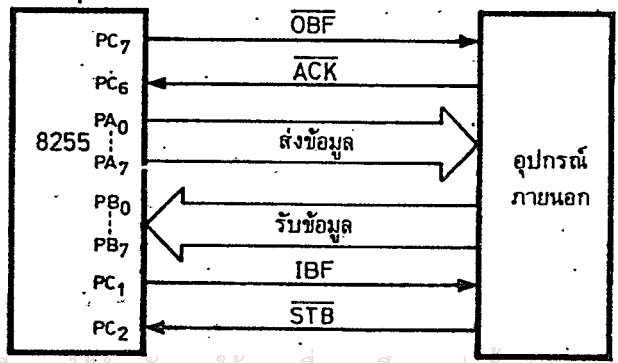 PC7 OBF
PC6 ACK
PA0
8255 ส่งข้อมูล อุปกรณ์
PA7 ภายนอก
PB0
รับข้อมูล
PB7
PC1 IBF
PC2 STB